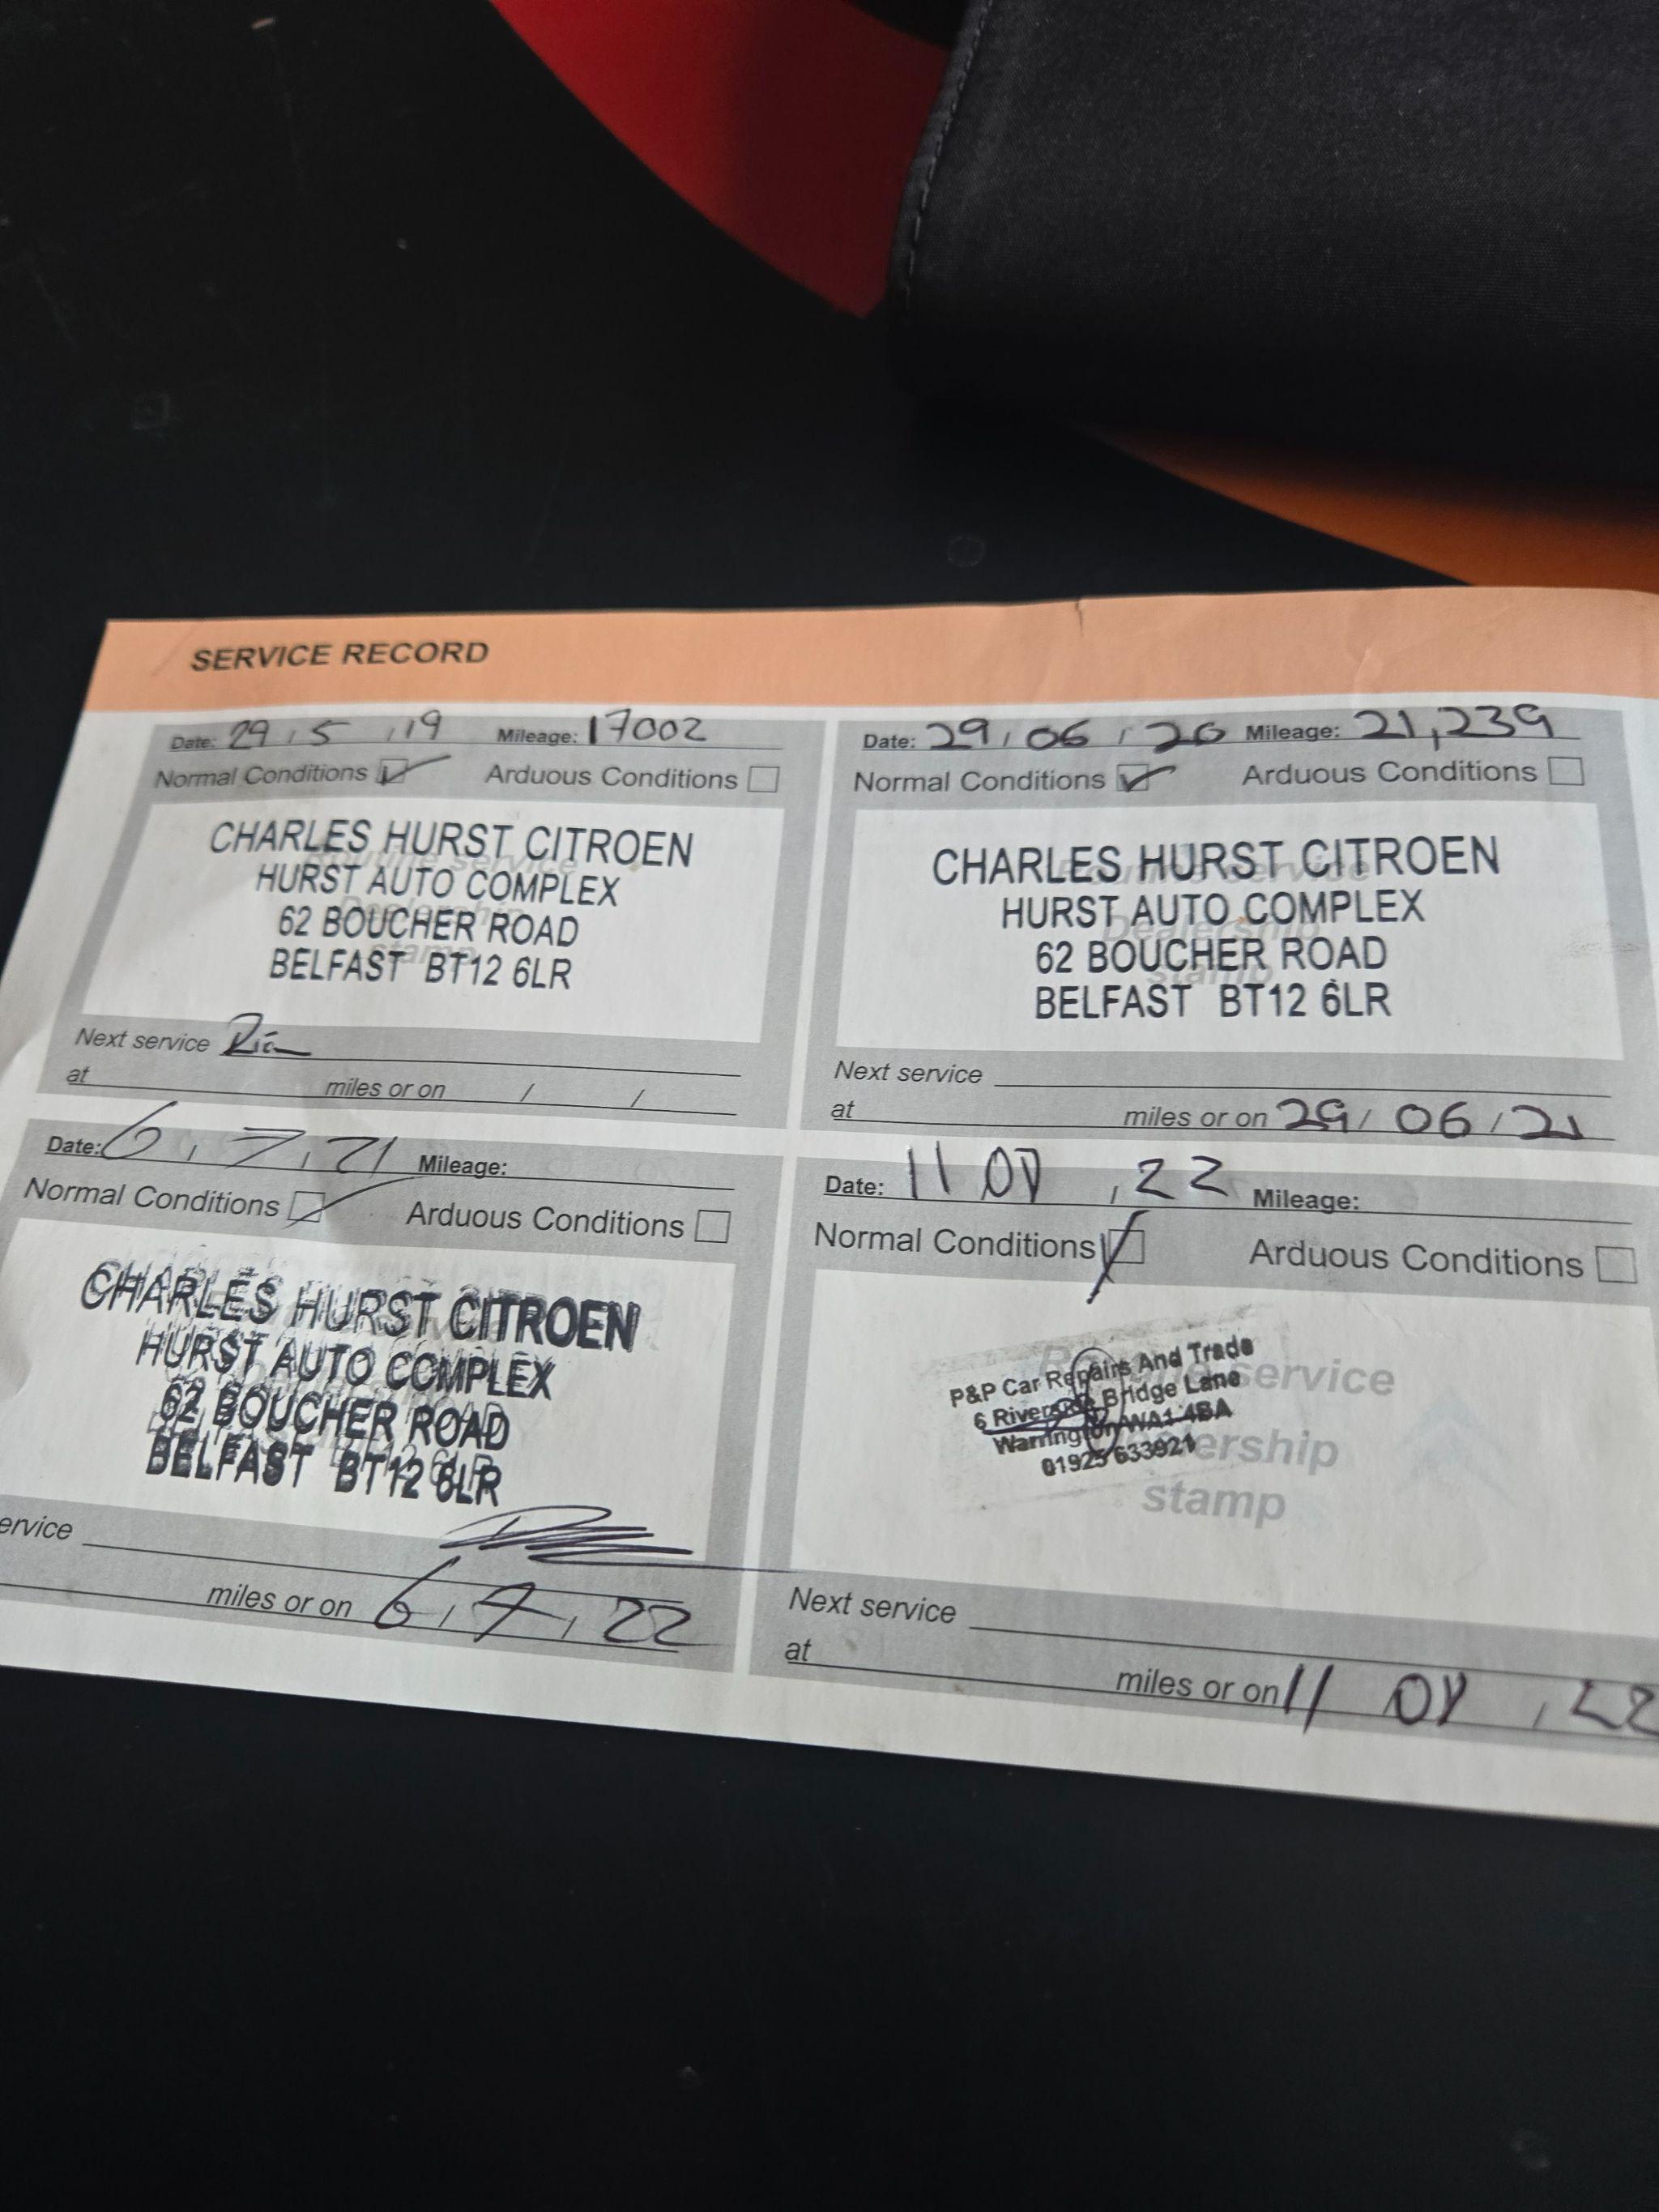 SERVICE RECORD
Date: 29 / 5 / 19 Mileage: 17002
Normal Conditions Arduous Conditions
CHARLES HURST CITROEN
HURST AUTO COMPLEX
62 BOUCHER ROAD
BELFAST BT12 6LR
Next service
at miles or on / /
Date: 29 / 06 / 20 Mileage: 21,239
Normal Conditions Arduous Conditions
CHARLES HURST CITROEN
HURST AUTO COMPLEX
62 BOUCHER ROAD
BELFAST BT12 6LR
Next service
at miles or on 29 / 06 / 21
Date: 6 / 7 / 21 Mileage:
Normal Conditions Arduous Conditions
CHARLES HURST CITROEN
HURST AUTO COMPLEX
62 BOUCHER ROAD
BELFAST BT12 6LR
ervice
miles or on 6 / 7 / 22
Date: 11 / 22 Mileage:
Normal Conditions Arduous Conditions
Routine service
Dealership
stamp
P&P Car Repairs And Trade
6 Riverside Bridge Lane
Warrington WA1 4BA
01925 633921
Next service
at
miles or on 11 / 22